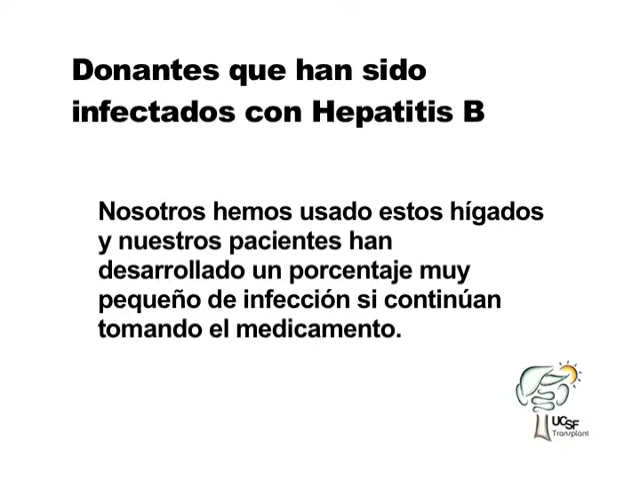 Donantes que han sido
infectados con Hepatitis B
Nosotros hemos usado estos hígados
y nuestros pacientes han
desarrollado un porcentaje muy
pequeño de infección si continúan
tomando el medicamento.
UCSF
Transplant